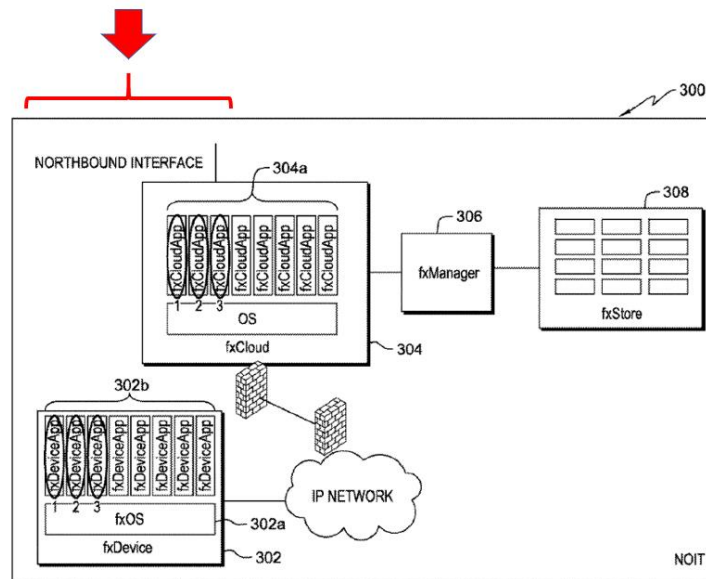 300
NORTHBOUND INTERFACE
304a
308
306
fxCloudApp
fxCloudApp
fxCloudApp
fxCloudApp
fxCloudApp
fxCloudApp
fxCloudApp
fxCloudApp
1 2 3
fxManager
OS
fxStore
fxCloud
304
302b
fxDeviceApp
fxDeviceApp
fxDeviceApp
fxDeviceApp
fxDeviceApp
fxDeviceApp
fxDeviceApp
fxDeviceApp
1 2 3
IP NETWORK
fxOS
302a
fxDevice
302
NOIT